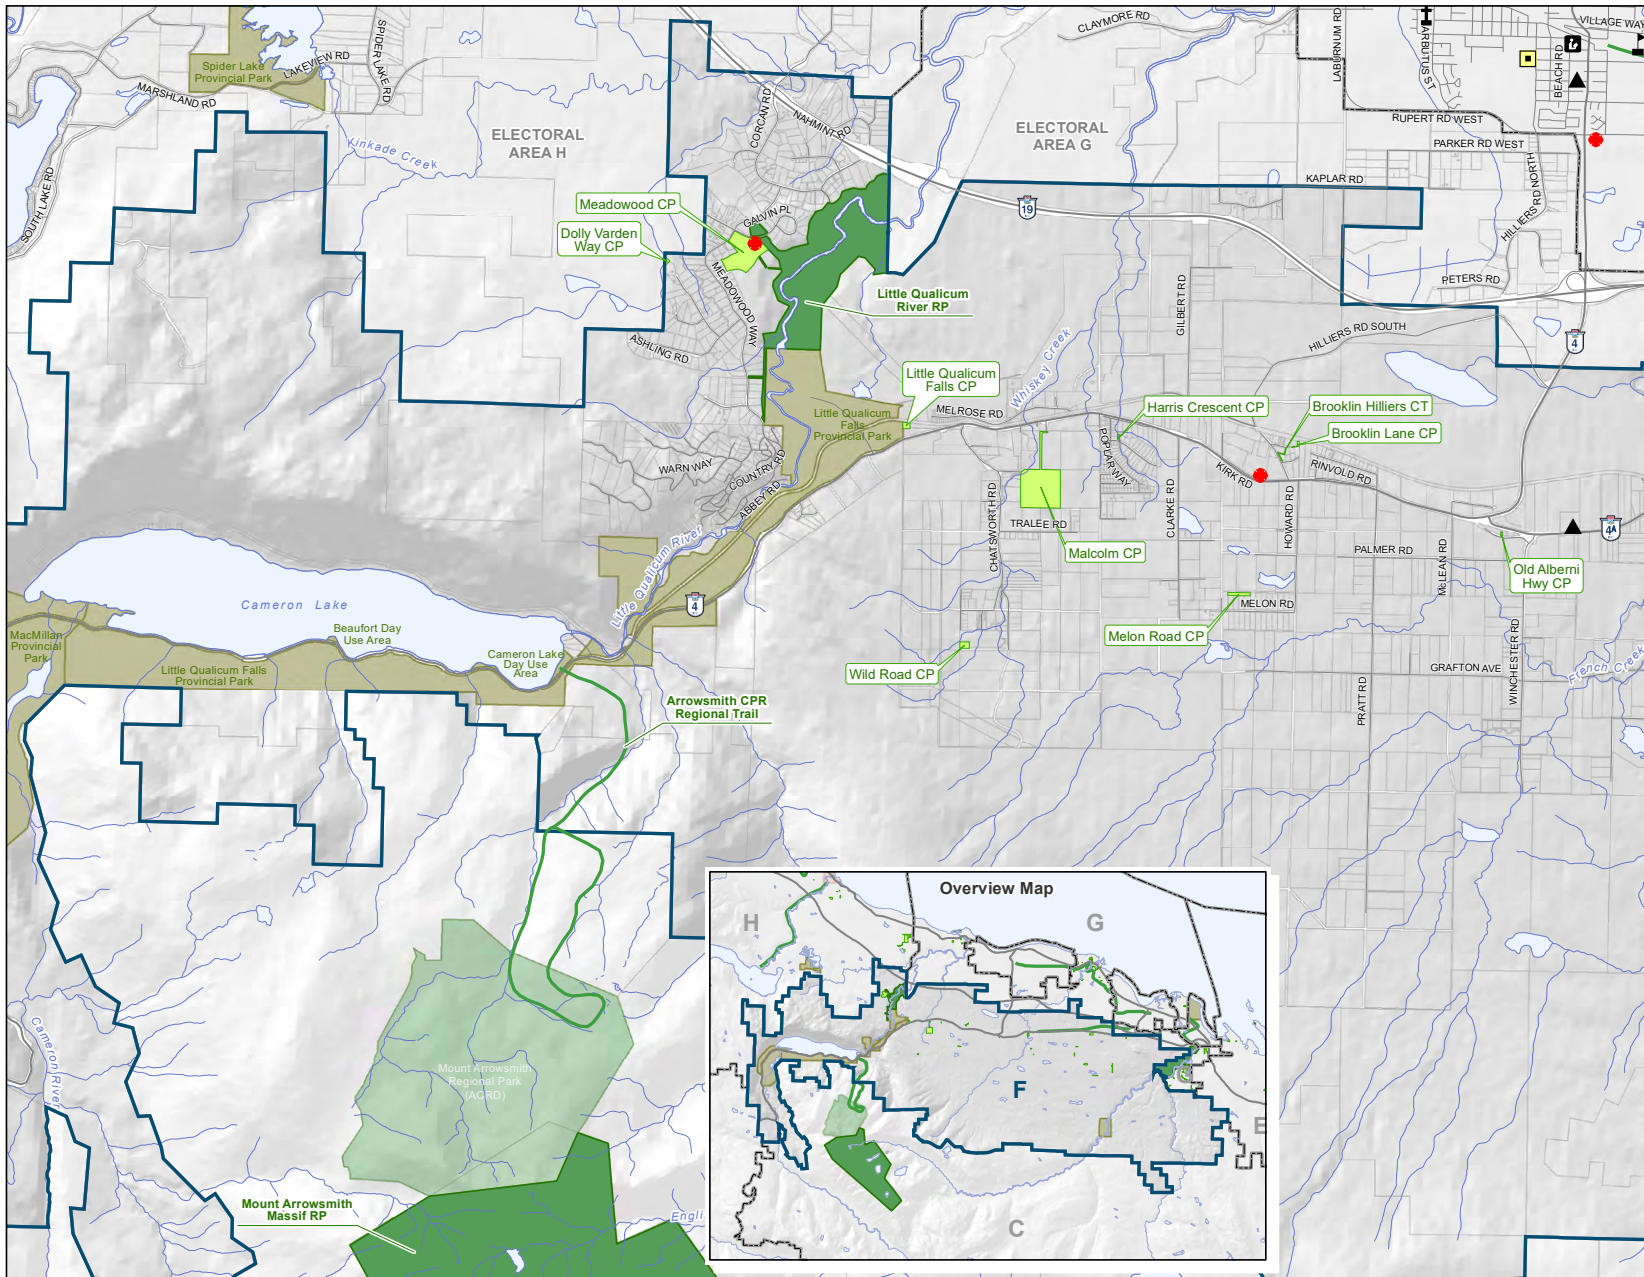 SPIDER LAKE RD
CLAYMORE RD
LABURNUM RD
ARBUTUS ST
VILLAGE WAY
BEACH RD
Spider Lake
Provincial Park
LAKEVIEW RD
MARSHLAND RD
CORCAN RD
NAHMINT RD
RUPERT RD WEST
PARKER RD WEST
ELECTORAL
AREA H
ELECTORAL
AREA G
Kinkade Creek
SOUTH LAKE RD
KAPLAR RD
HILLIERS RD NORTH
Meadowood CP
GALVIN PL
19
Dolly Varden
Way CP
MEADOWOOD WAY
PETERS RD
Little Qualicum
River RP
GILBERT RD
HILLIERS RD SOUTH
4
ASHLING RD
Whiskey Creek
Little Qualicum
Falls CP
MELROSE RD
Harris Crescent CP
Brooklin Hilliers CT
Brooklin Lane CP
Little Qualicum
Falls
Provincial Park
WARN WAY
COUNTRY RD
ABBEY RD
POPLAR WAY
KIRK RD
RINVOLD RD
CHATSWORTH RD
TRALEE RD
CLARKE RD
HOWARD RD
4A
Malcolm CP
PALMER RD
McLEAN RD
Old Alberni
Hwy CP
Little Qualicum River
Cameron Lake
4
MELON RD
Melon Road CP
MacMillan
Provincial
Park
Beaufort Day
Use Area
Cameron Lake
Day Use
Area
Little Qualicum Falls
Provincial Park
Wild Road CP
GRAFTON AVE
WINCHESTER RD
French Creek
PRATT RD
Arrowsmith CPR
Regional Trail
Overview Map
H
G
F
E
C
Cameron River
Mount Arrowsmith
Regional Park
(ACRD)
Mount Arrowsmith
Massif RP
Engli